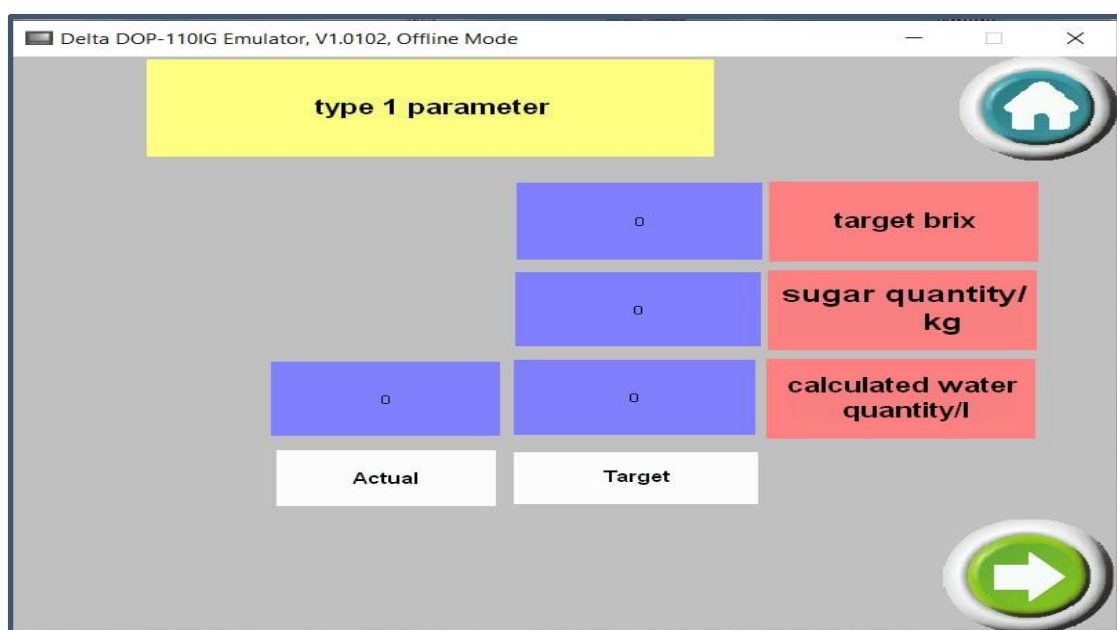 Delta DOP-110IG Emulator, V1.0102, Offline Mode
type 1 parameter
0
target brix
0
sugar quantity/
kg
0
0
calculated water
quantity/l
Actual
Target